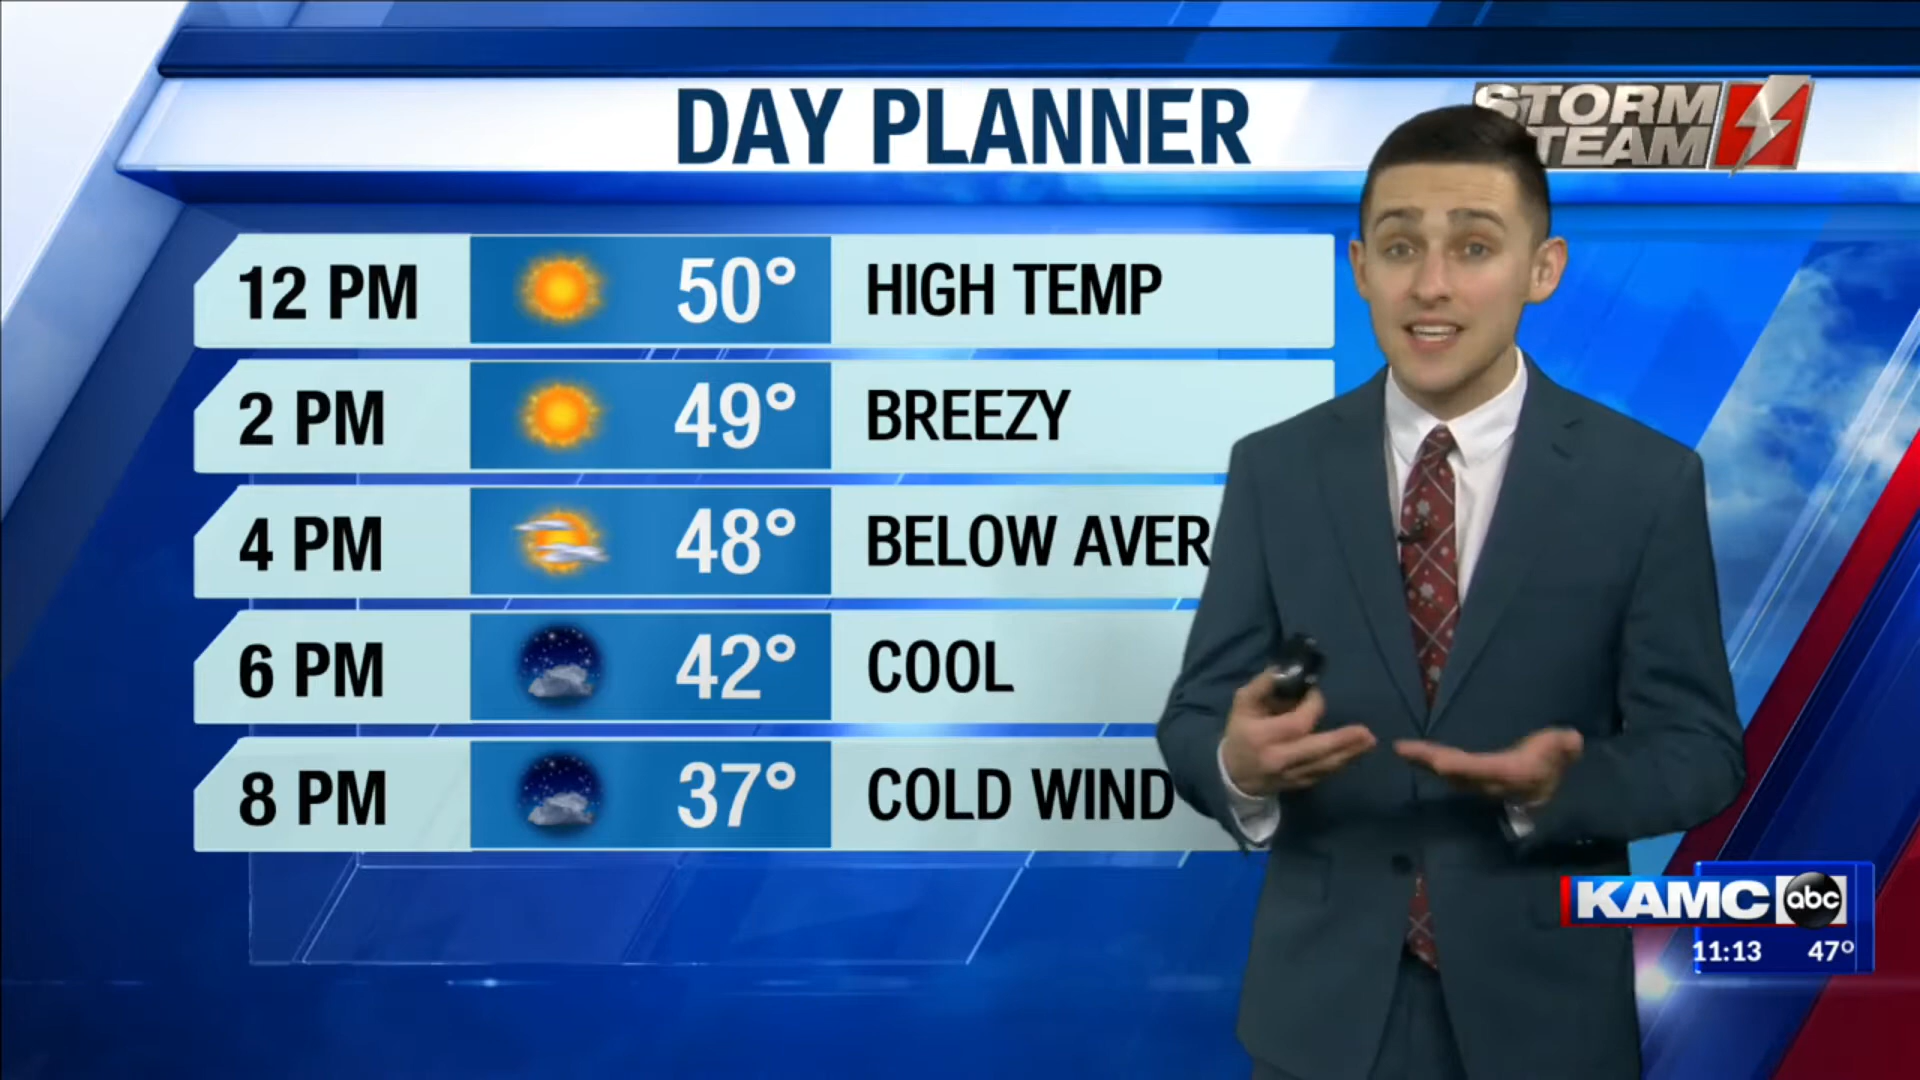 DAY PLANNER
STORM
TEAM
12 PM 50° HIGH TEMP
2 PM 49° BREEZY
4 PM 48° BELOW AVER
6 PM 42° COOL
8 PM 37° COLD WIND
KAMC abc
11:13 47°